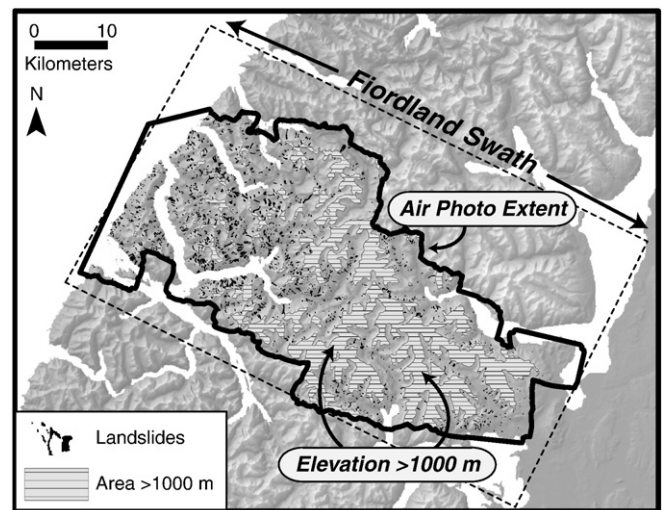 0 10
Kilometers
N
Fiordland Swath
Air Photo Extent
Elevation >1000 m
Landslides
Area >1000 m